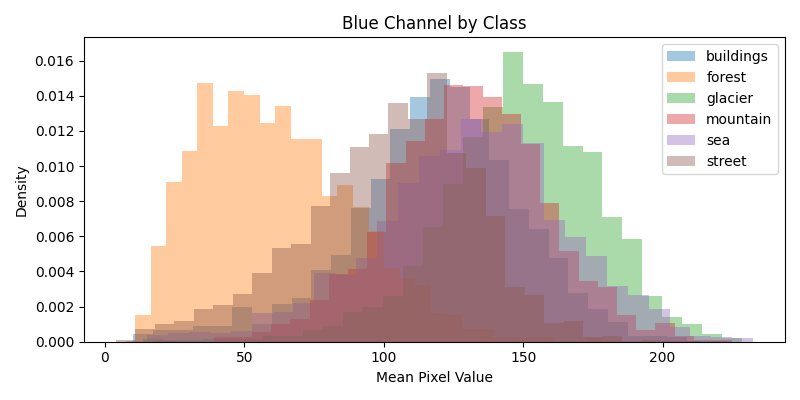 Blue Channel by Class
0.016
0.014
0.012
0.010
0.008
0.006
0.004
0.002
0.000
Density
buildings
forest
glacier
mountain
sea
street
0 50 100 150 200
Mean Pixel Value